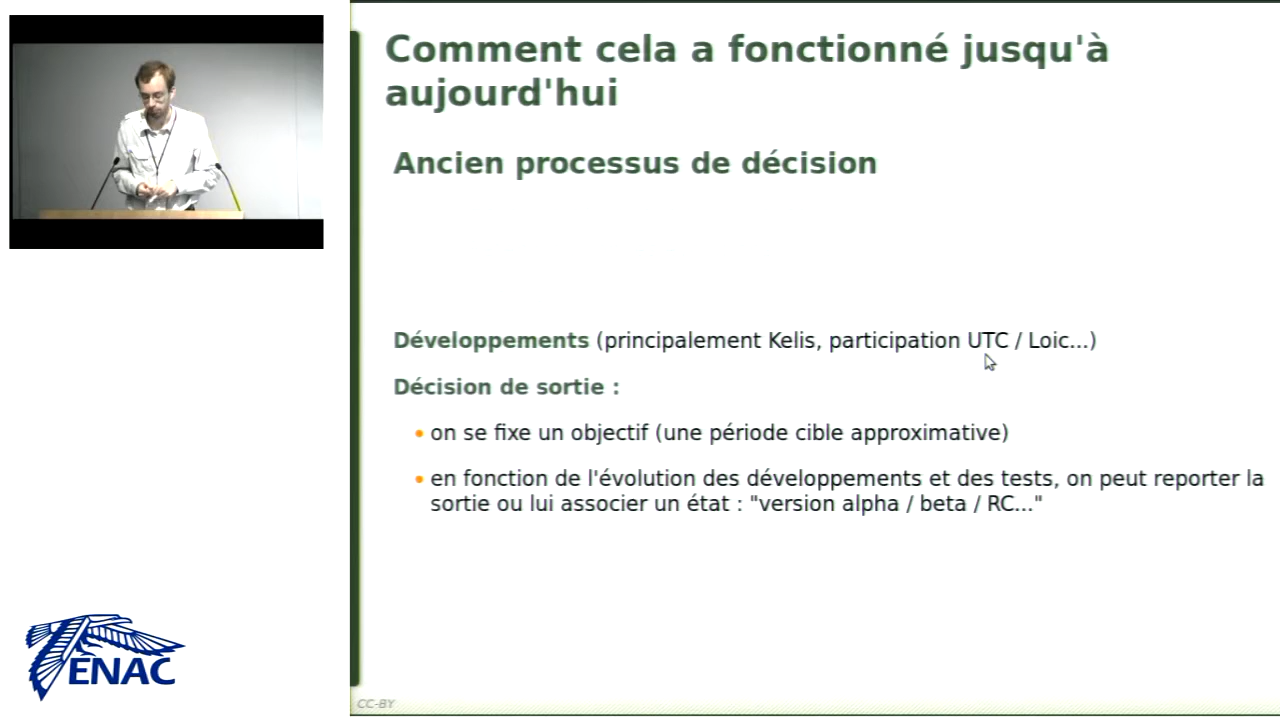 Comment cela a fonctionné jusqu'à
aujourd'hui
Ancien processus de décision
Développements (principalement Kelis, participation UTC / Loic...)
Décision de sortie :
• on se fixe un objectif (une période cible approximative)
• en fonction de l'évolution des développements et des tests, on peut reporter la
sortie ou lui associer un état : "version alpha / beta / RC..."
ENAC
CC-BY